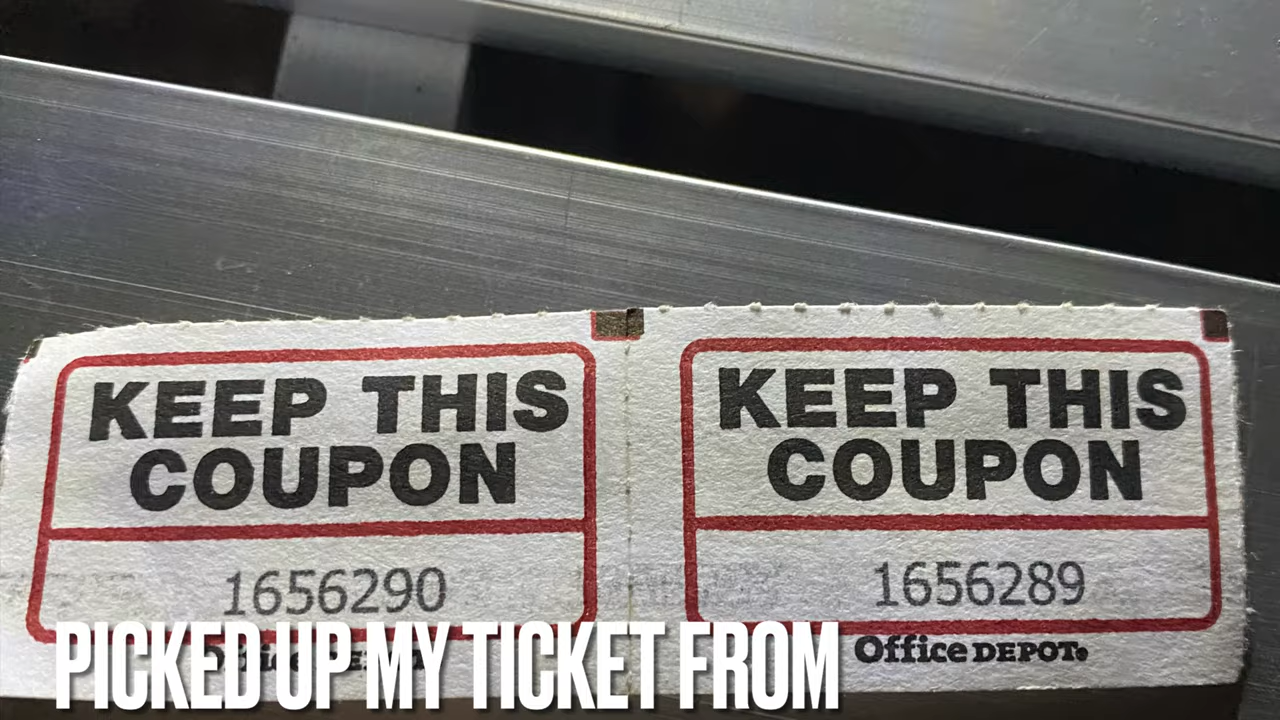 KEEP THIS
COUPON
1656290
KEEP THIS
COUPON
1656289
Office DEPOT
PICKED UP MY TICKET FROM